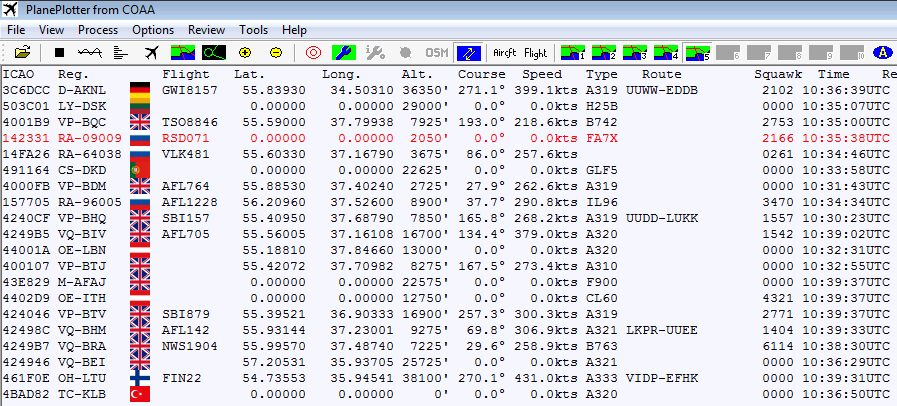 PlanePlotter from COAA
File View Process Options Review Tools Help
OSM Aircft Flight 1 2 3 4 5 6 7 8 9 10 A
ICAO Reg. Flight Lat. Long. Alt. Course Speed Type Route Squawk Time Re
3C6DCC D-AKNL GWI8157 55.83930 34.50310 36350' 271.1° 399.1kts A319 UUWW-EDDB 2102 10:36:39UTC
503C01 LY-DSK 0.00000 0.00000 29000' 0.0° 0.0kts H25B 0000 10:35:07UTC
4001B9 VP-BQC TSO8846 55.59000 37.79938 7925' 193.0° 218.6kts B742 2753 10:35:00UTC
142331 RA-09009 RSD071 0.00000 0.00000 2050' 0.0° 0.0kts FA7X 2166 10:35:38UTC
14FA26 RA-64038 VLK481 55.60330 37.16790 3675' 86.0° 257.6kts 0261 10:34:46UTC
491164 CS-DKD 0.00000 0.00000 22625' 0.0° 0.0kts GLF5 0000 10:33:58UTC
4000FB VP-BDM AFL764 55.88530 37.40240 2725' 27.9° 262.6kts A319 0000 10:31:43UTC
157705 RA-96005 AFL1228 56.20960 37.52600 8900' 37.7° 290.8kts IL96 3470 10:34:34UTC
4240CF VP-BHQ SBI157 55.40950 37.68790 7850' 165.8° 268.2kts A319 UUDD-LUKK 1557 10:30:23UTC
4249B5 VQ-BIV AFL705 55.56005 37.16108 16700' 134.4° 379.0kts A320 1542 10:39:02UTC
44001A OE-LBN 55.18810 37.84660 13000' 0.0° 0.0kts A320 0000 10:32:31UTC
400107 VP-BTJ 55.42072 37.70982 8275' 167.5° 273.4kts A310 0000 10:32:55UTC
43E829 M-AFAJ 0.00000 0.00000 22575' 0.0° 0.0kts F900 0000 10:39:37UTC
4402D9 OE-ITH 0.00000 0.00000 12750' 0.0° 0.0kts CL60 4321 10:39:37UTC
424046 VP-BTV SBI879 55.39521 36.90333 16900' 257.3° 300.3kts A319 2771 10:39:37UTC
42498C VQ-BHM AFL142 55.93144 37.23001 9275' 69.8° 306.9kts A321 LKPR-UUEE 1404 10:39:33UTC
4249B7 VQ-BRA NWS1904 55.99570 37.48740 7225' 29.6° 258.9kts B763 6114 10:38:30UTC
424946 VQ-BEI 57.20531 35.93705 25725' 0.0° 0.0kts A321 0000 10:36:29UTC
461F0E OH-LTU FIN22 54.73553 35.94541 38100' 270.1° 431.0kts A333 VIDP-EFHK 0000 10:39:31UTC
4BAD82 TC-KLB 0.00000 0.00000 0' 0.0° 0.0kts A320 0000 10:36:50UTC